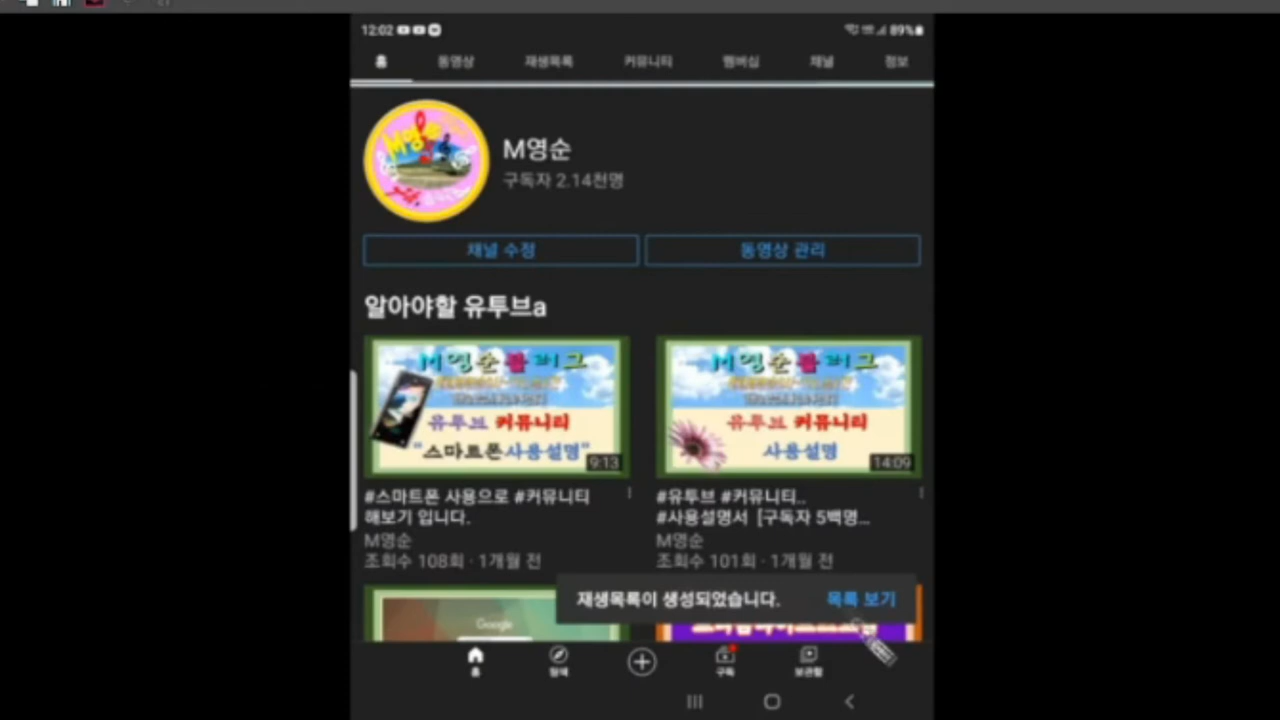 12:02
89%
홈 동영상 재생목록 커뮤니티 멤버십 채널 정보
M영순
구독자 2.14천명
채널 수정 동영상 관리
알아야할 유투브a
M영순블러그
유투브 커뮤니티
"스마트폰사용설명"
9:13
M영순블러그
유투브 커뮤니티
사용설명
14:09
#스마트폰 사용으로 #커뮤니티
해보기 입니다.
M영순
조회수 108회 · 1개월 전
#유투브 #커뮤니티..
#사용설명서 [구독자 5백명...
M영순
조회수 101회 · 1개월 전
재생목록이 생성되었습니다. 목록 보기
Google
홈 탐색 구독 보관함